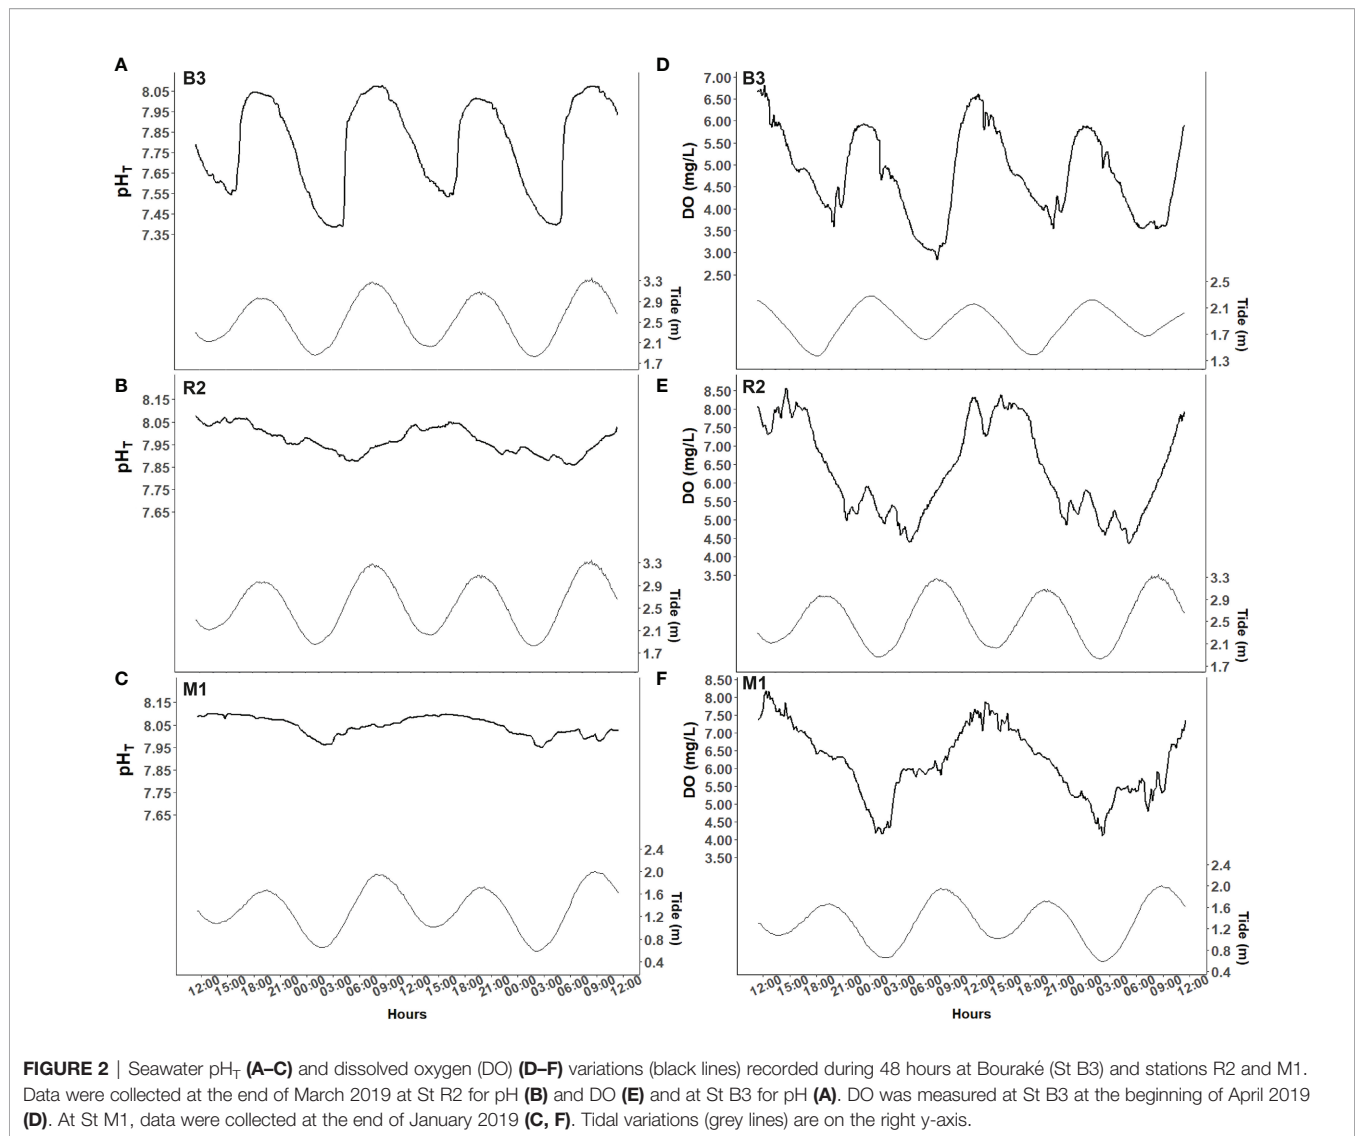 A
B3
8.05
7.95
7.85
7.75
7.65
7.55
7.45
7.35
pHT
3.3
2.9
2.5
2.1
1.7
Tide (m)
B
R2
8.15
8.05
7.95
7.85
7.75
7.65
pHT
3.3
2.9
2.5
2.1
1.7
Tide (m)
C
M1
8.15
8.05
7.95
7.85
7.75
7.65
pHT
2.4
2.0
1.6
1.2
0.8
0.4
Tide (m)
12:00 15:00 18:00 21:00 00:00 03:00 06:00 09:00 12:00 15:00 18:00 21:00 00:00 03:00 06:00 09:00 12:00
Hours
D
B3
7.00
6.50
6.00
5.50
5.00
4.50
4.00
3.50
3.00
2.50
DO (mg/L)
2.5
2.1
1.7
1.3
Tide (m)
E
R2
8.50
8.00
7.50
7.00
6.50
6.00
5.50
5.00
4.50
4.00
3.50
DO (mg/L)
3.3
2.9
2.5
2.1
1.7
Tide (m)
F
M1
8.50
8.00
7.50
7.00
6.50
6.00
5.50
5.00
4.50
4.00
3.50
DO (mg/L)
2.4
2.0
1.6
1.2
0.8
0.4
Tide (m)
12:00 15:00 18:00 21:00 00:00 03:00 06:00 09:00 12:00 15:00 18:00 21:00 00:00 03:00 06:00 09:00 12:00
Hours
FIGURE 2 | Seawater pHT (A–C) and dissolved oxygen (DO) (D–F) variations (black lines) recorded during 48 hours at Bouraké (St B3) and stations R2 and M1.
Data were collected at the end of March 2019 at St R2 for pH (B) and DO (E) and at St B3 for pH (A). DO was measured at St B3 at the beginning of April 2019
(D). At St M1, data were collected at the end of January 2019 (C, F). Tidal variations (grey lines) are on the right y-axis.